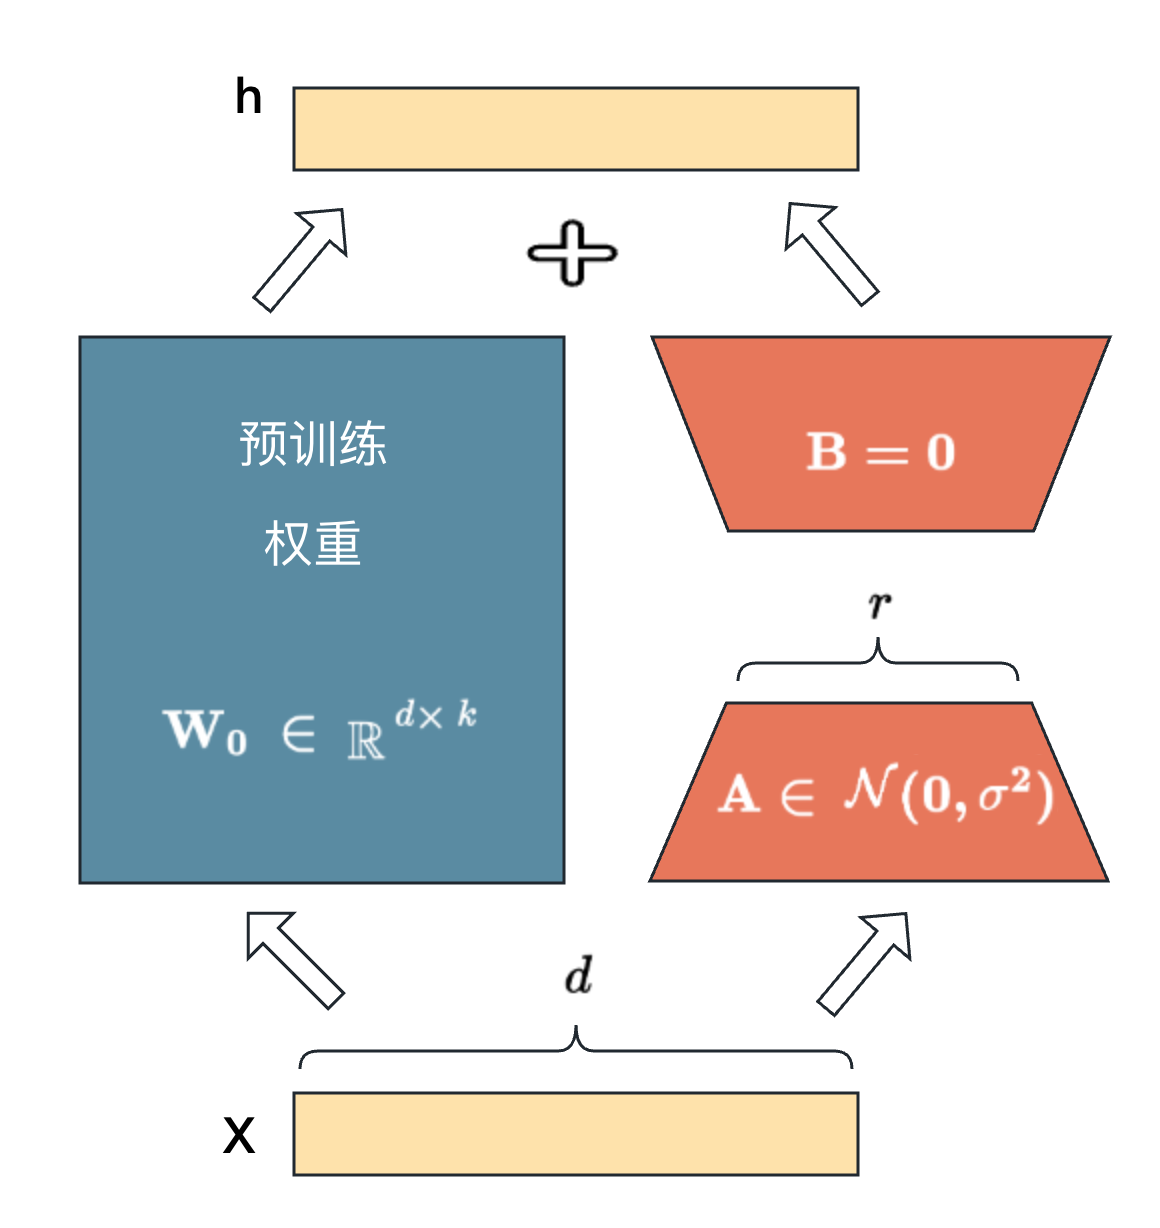 h
预训练
权重
W₀ ∈ ℝ^{d× k}
B = 0
r
A ∈ 𝒩(0, σ²)
d
X